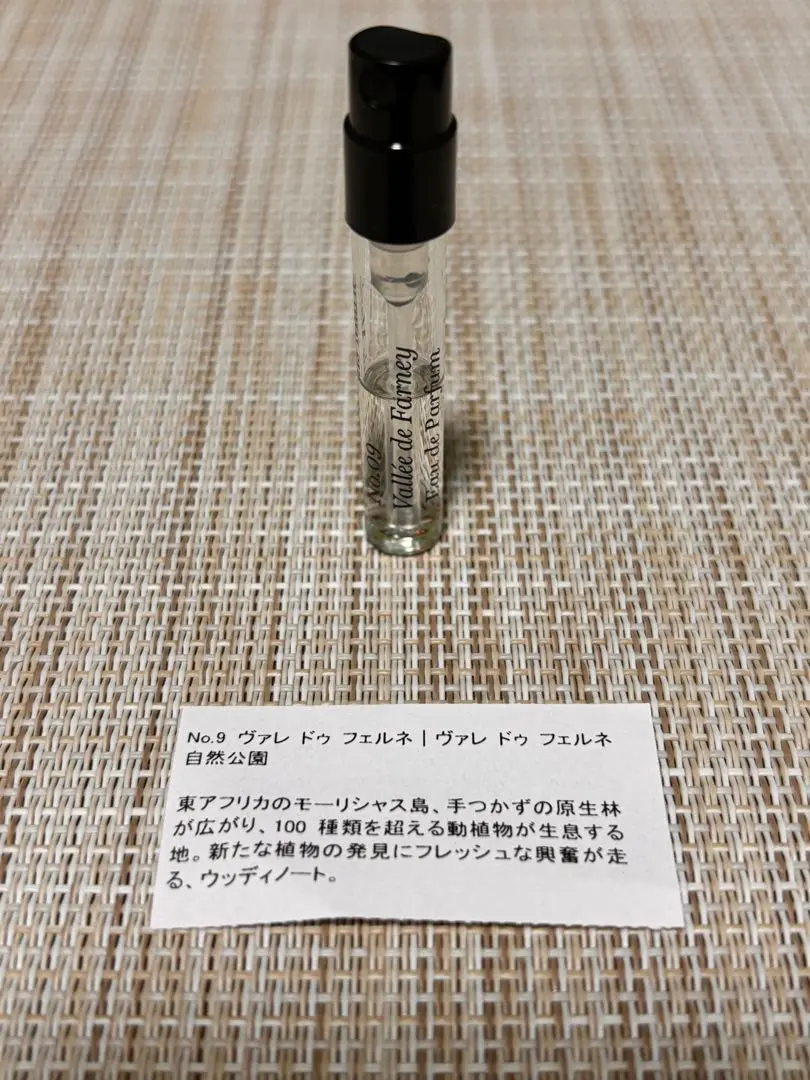 No. 09
Vallée de Farney
Eau de Parfum
No.9 ヴァレ ドゥ フェルネ | ヴァレ ドゥ フェルネ
自然公園
東アフリカのモーリシャス島、手つかずの原生林
が広がり、100 種類を超える動植物が生息する
地。新たな植物の発見にフレッシュな興奮が走
る、ウッディノート。